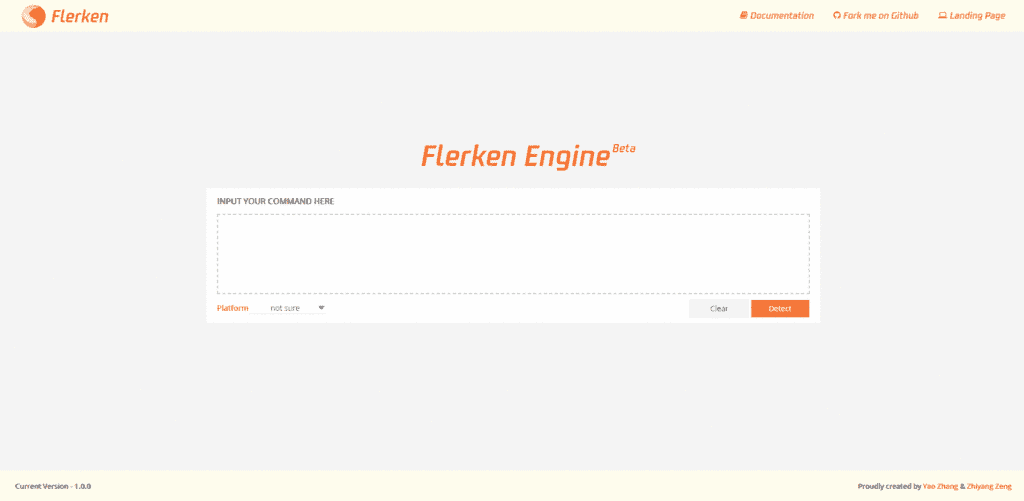 Flerken
Documentation
Fork me on Github
Landing Page
Flerken Engine Beta
INPUT YOUR COMMAND HERE
Platform
not sure
Clear
Detect
Current Version - 1.0.0
Proudly created by Yao Zhang & Zhiyang Zeng